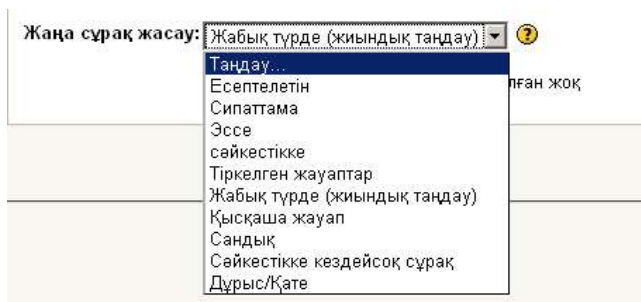 Жаңа сұрақ жасау: Жабық түрде (жиындық таңдау) ?
Таңдау...
Есептелетін
лған жоқ
Сипаттама
Эссе
сәйкестікке
Тіркелген жауаптар
Жабық түрде (жиындық таңдау)
Қысқаша жауап
Сандық
Сәйкестікке кездейсоқ сұрақ
Дұрыс/Қате